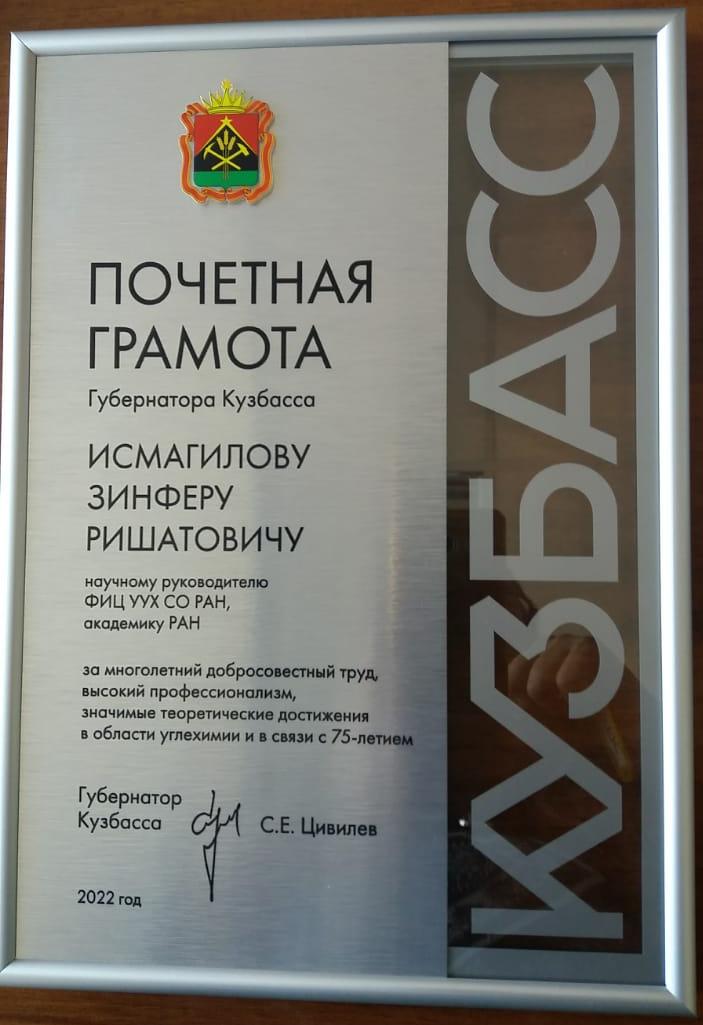 ПОЧЕТНАЯ
ГРАМОТА
Губернатора Кузбасса
ИСМАГИЛОВУ
ЗИНФЕРУ
РИШАТОВИЧУ
научному руководителю
ФИЦ УУХ СО РАН,
академику РАН
за многолетний добросовестный труд,
высокий профессионализм,
значимые теоретические достижения
в области углехимии и в связи с 75-летием
Губернатор
Кузбасса
С.Е. Цивилев
2022 год
КУЗБАСС